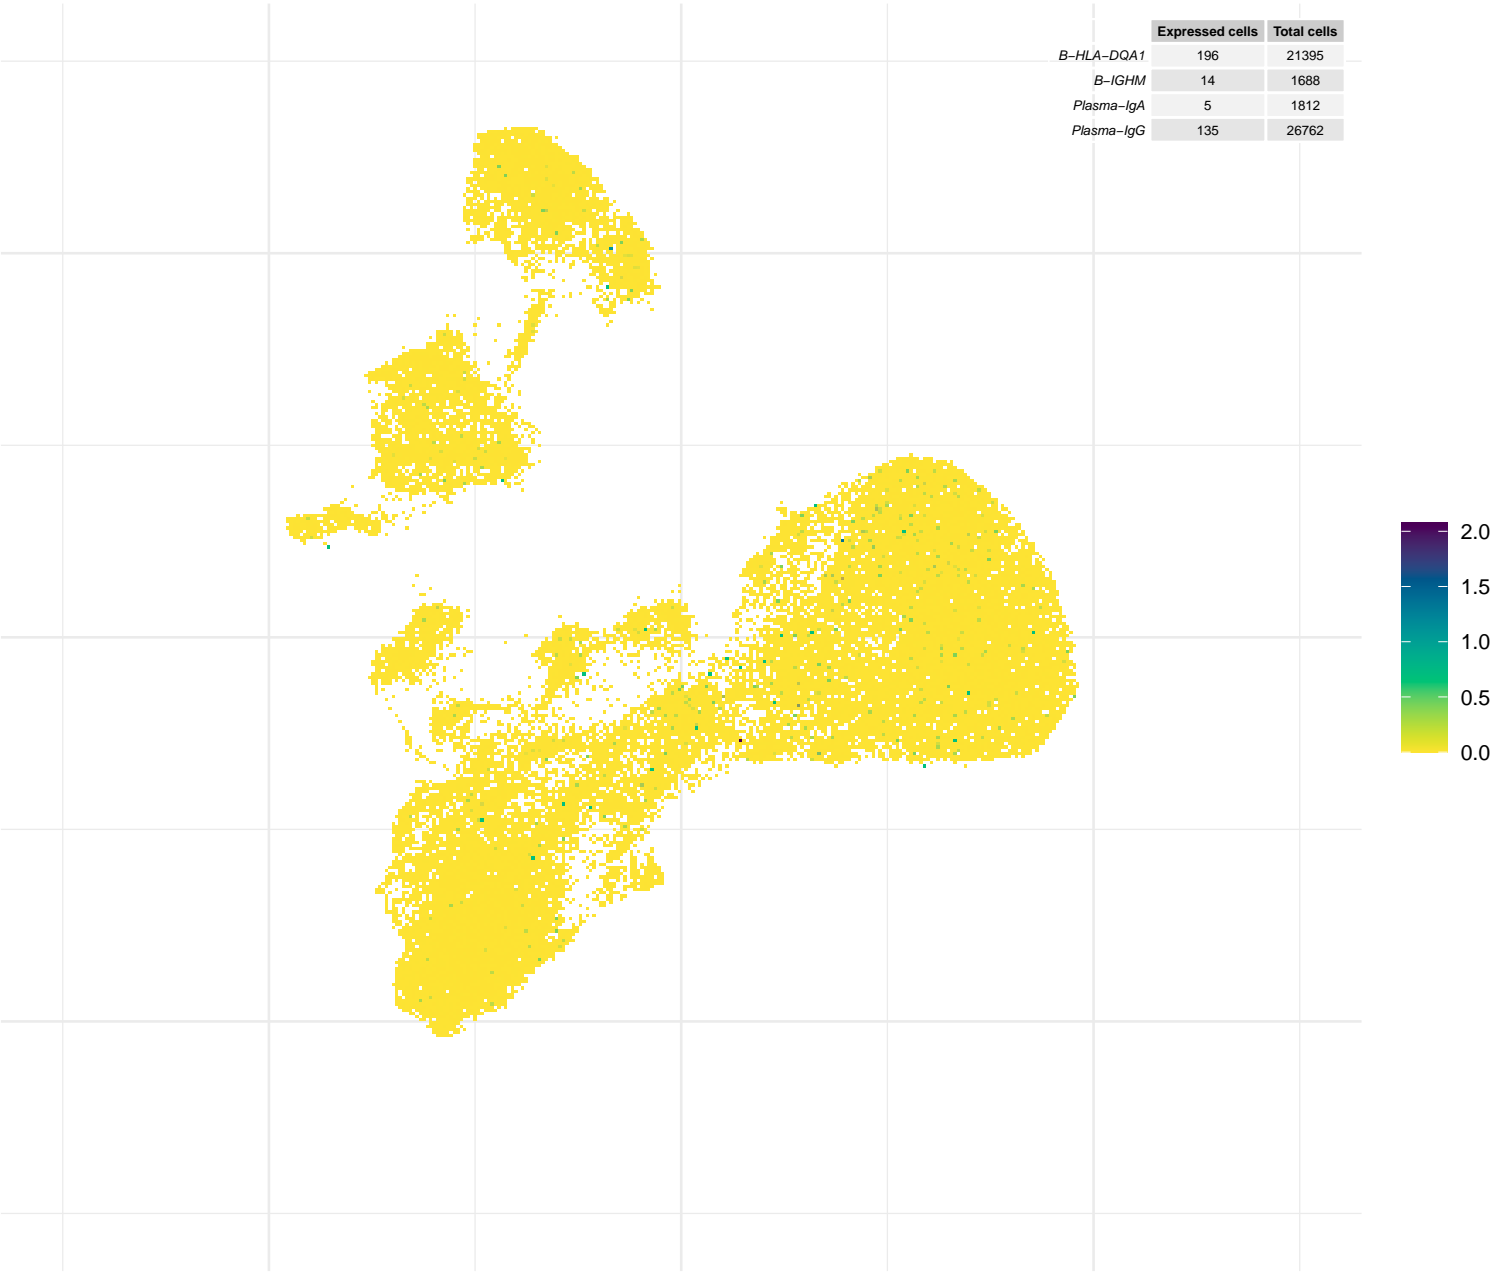 Expressed cells Total cells
B−HLA−DQA1 196 21395
B−IGHM 14 1688
Plasma−IgA 5 1812
Plasma−IgG 135 26762
2.0
1.5
1.0
0.5
0.0